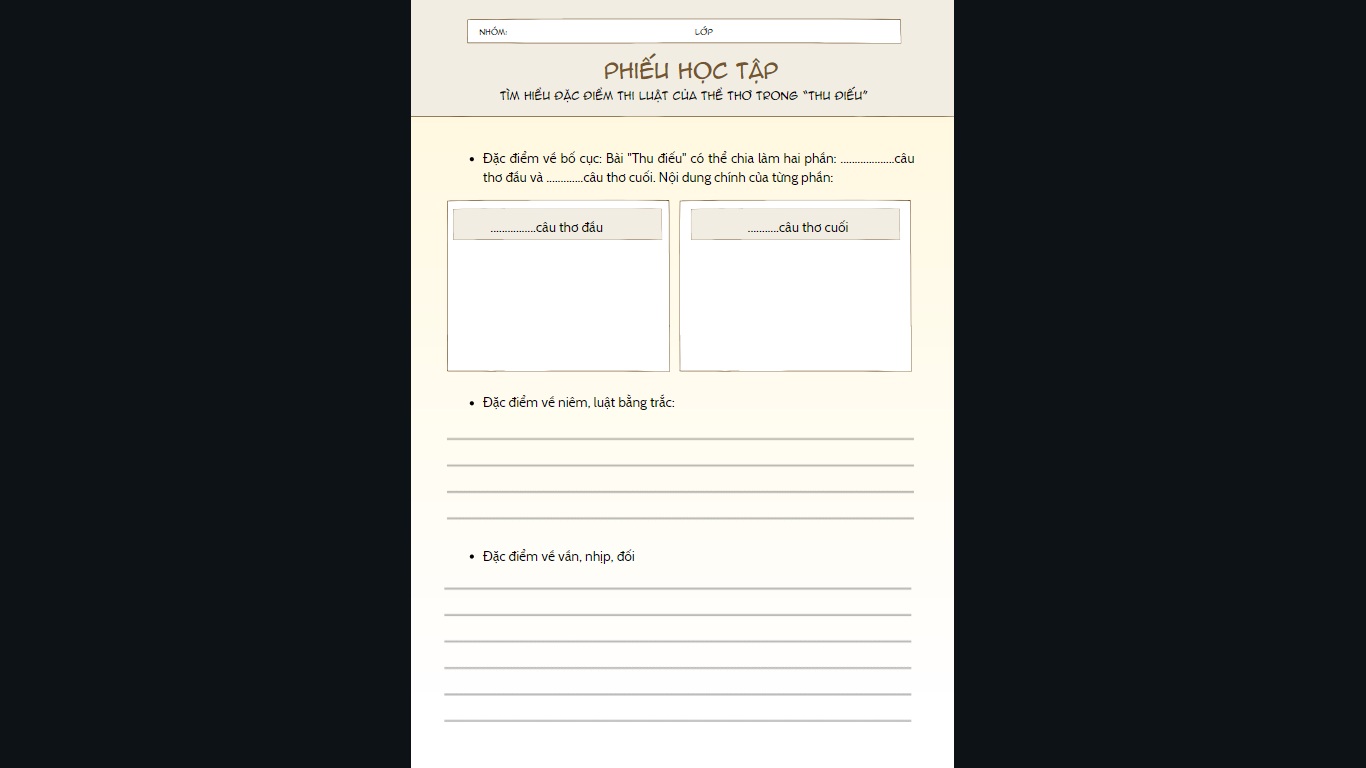 NHÓM: LỚP
PHIẾU HỌC TẬP
TÌM HIỂU ĐẶC ĐIỂM THI LUẬT CỦA THỂ THƠ TRONG "THU ĐIẾU"
• Đặc điểm về bố cục: Bài "Thu điếu" có thể chia làm hai phần: ...................câu
thơ đầu và .............câu thơ cuối. Nội dung chính của từng phần:
................câu thơ đầu
...........câu thơ cuối
• Đặc điểm về niêm, luật bằng trắc:
• Đặc điểm về vần, nhịp, đối